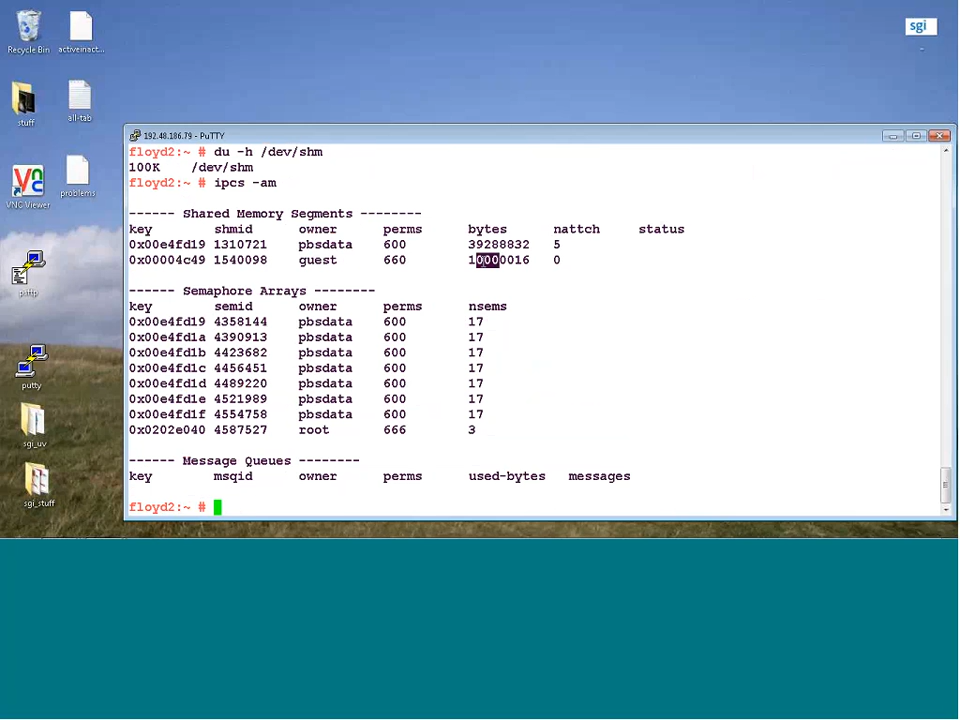 Recycle Bin
activeinact...
sgi
stuff
all-tab
192.48.186.79 - PuTTY
floyd2:~ # du -h /dev/shm
100K /dev/shm
floyd2:~ # ipcs -am
VNC Viewer
problems
------ Shared Memory Segments --------
key shmid owner perms bytes nattch status
0x00e4fd19 1310721 pbsdata 600 39288832 5
0x00004c49 1540098 guest 660 10000016 0
psftp
------ Semaphore Arrays --------
key semid owner perms nsems
0x00e4fd19 4358144 pbsdata 600 17
0x00e4fd1a 4390913 pbsdata 600 17
0x00e4fd1b 4423682 pbsdata 600 17
0x00e4fd1c 4456451 pbsdata 600 17
0x00e4fd1d 4489220 pbsdata 600 17
0x00e4fd1e 4521989 pbsdata 600 17
0x00e4fd1f 4554758 pbsdata 600 17
0x0202e040 4587527 root 666 3
putty
sgi_uv
------ Message Queues --------
key msqid owner perms used-bytes messages
sgi_stuff
floyd2:~ #